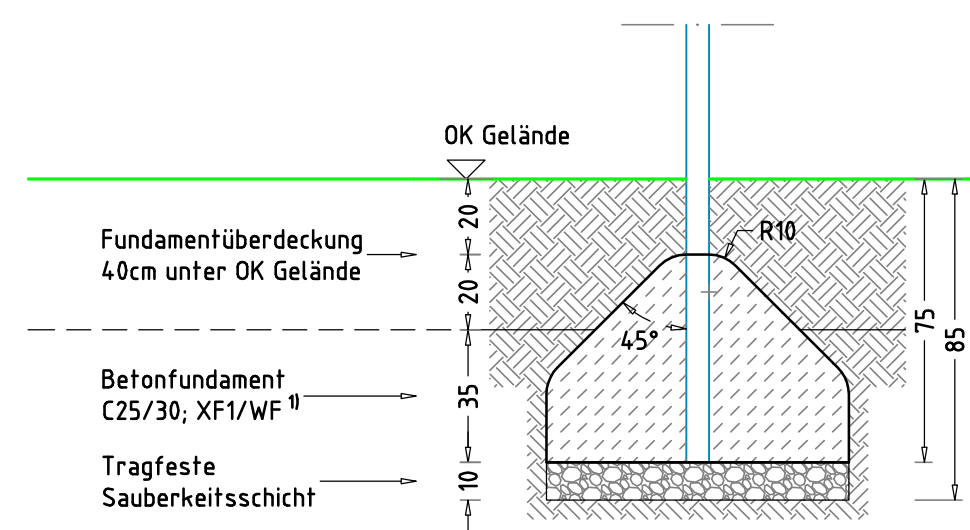 OK Gelände
20
Fundamentüberdeckung
40cm unter OK Gelände
R10
20
45°
75
85
Betonfundament
C25/30; XF1/WF 1)
35
Tragfeste
Sauberkeitsschicht
10